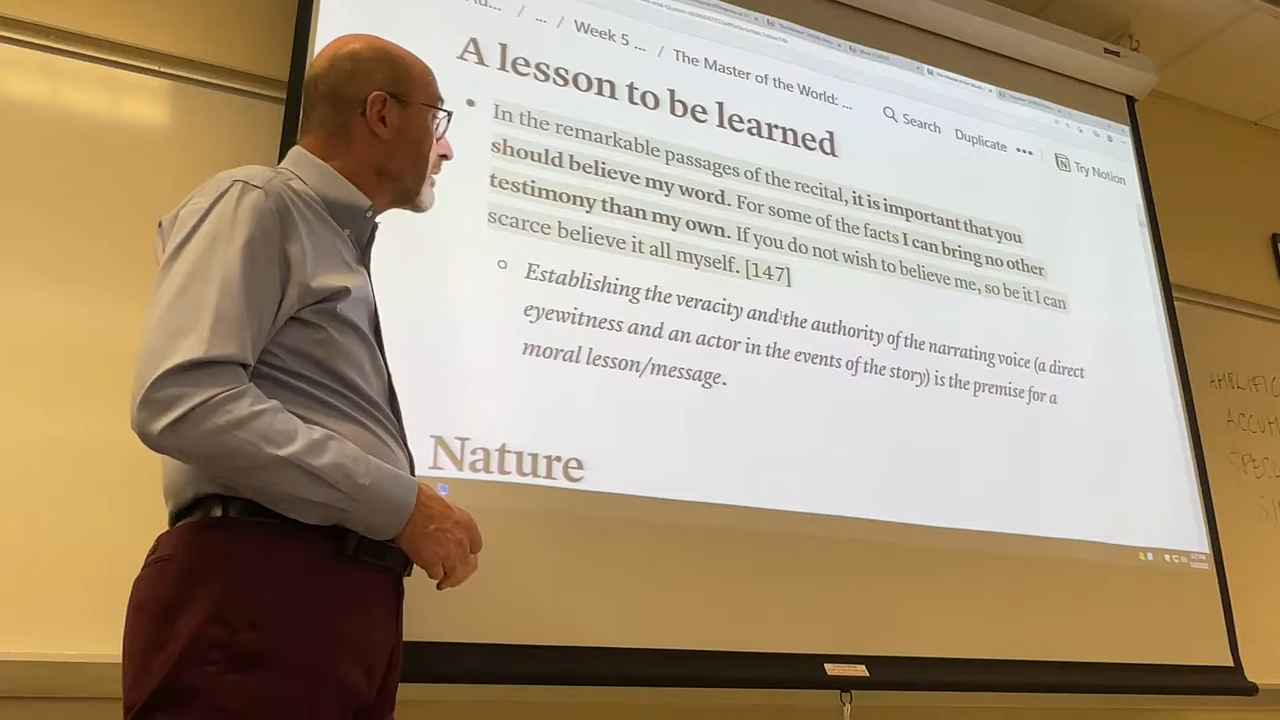 / ... / Week 5 ... / The Master of the World: ...
Search Duplicate ••• Try Notion
A lesson to be learned
• In the remarkable passages of the recital, it is important that you
should believe my word. For some of the facts I can bring no other
testimony than my own. If you do not wish to believe me, so be it I can
scarce believe it all myself. [147]
Establishing the veracity and the authority of the narrating voice (a direct
eyewitness and an actor in the events of the story) is the premise for a
moral lesson/message.
Nature